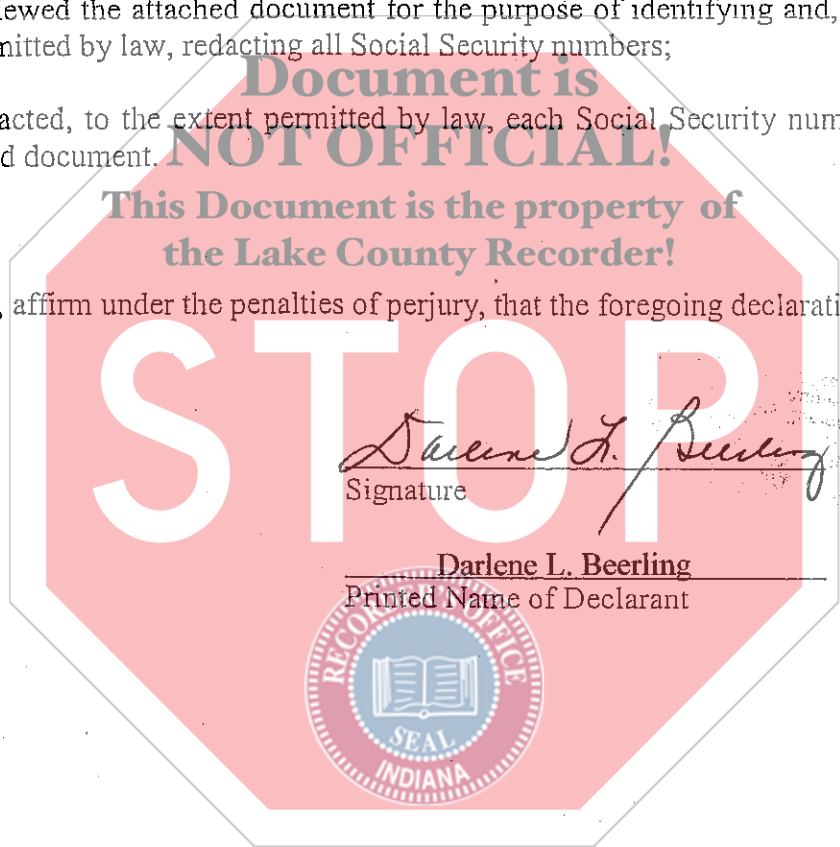 iewed the attached document for the purpose of identifying and,
mitted by law, redacting all Social Security numbers;
Document is
acted, to the extent permitted by law, each Social Security num
d document.
NOT OFFICIAL!
This Document is the property of
the Lake County Recorder!
, affirm under the penalties of perjury, that the foregoing declarati
STOP
Darlene L. Beerling
Signature
Darlene L. Beerling
Printed Name of Declarant
RECORDER'S OFFICE
SEAL
INDIANA